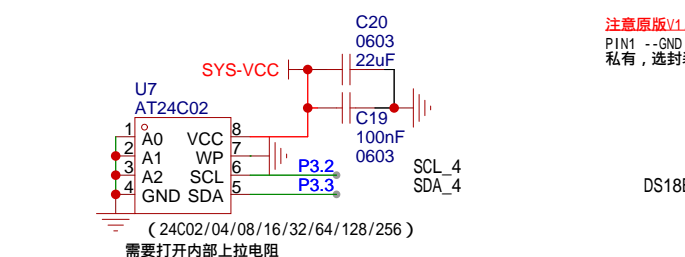 C20
0603
22uF
SYS-VCC
C19
100nF
0603
U7
AT24C02
1 A0 VCC 8
2 A1 WP 7
3 A2 SCL 6 P3.2 SCL_4
4 GND SDA 5 P3.3 SDA_4
(24C02/04/08/16/32/64/128/256)
需要打开内部上拉电阻
注意原版V1
PIN1 --GND
私有，选封
DS18